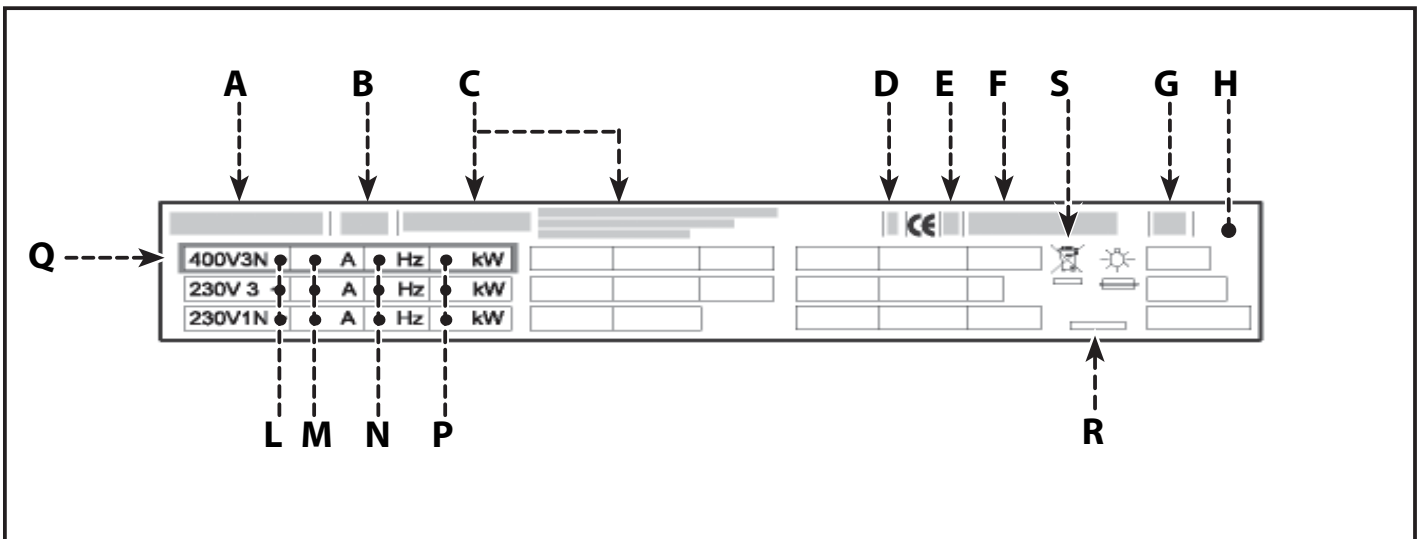 A B C D E F S G H
CE
Q
400V3N A Hz kW
230V 3 A Hz kW
230V1N A Hz kW
L M N P R